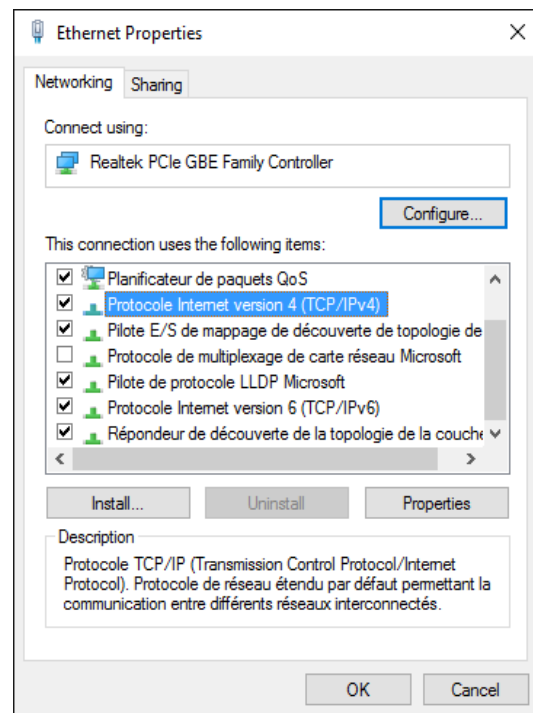 Ethernet Properties
Networking
Sharing
Connect using:
Realtek PCIe GBE Family Controller
Configure...
This connection uses the following items:
Planificateur de paquets QoS
Protocole Internet version 4 (TCP/IPv4)
Pilote E/S de mappage de découverte de topologie de
Protocole de multiplexage de carte réseau Microsoft
Pilote de protocole LLDP Microsoft
Protocole Internet version 6 (TCP/IPv6)
Répondeur de découverte de la topologie de la couche
Install...
Uninstall
Properties
Description
Protocole TCP/IP (Transmission Control Protocol/Internet
Protocol). Protocole de réseau étendu par défaut permettant la
communication entre différents réseaux interconnectés.
OK
Cancel